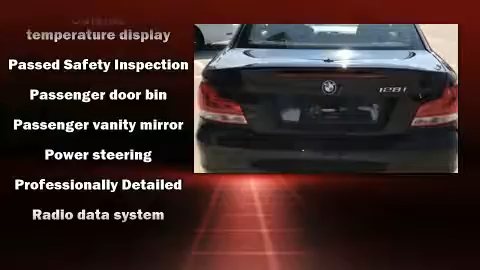 temperature display
Passed Safety Inspection
Passenger door bin
Passenger vanity mirror
Power steering
Professionally Detailed
Radio data system
128i